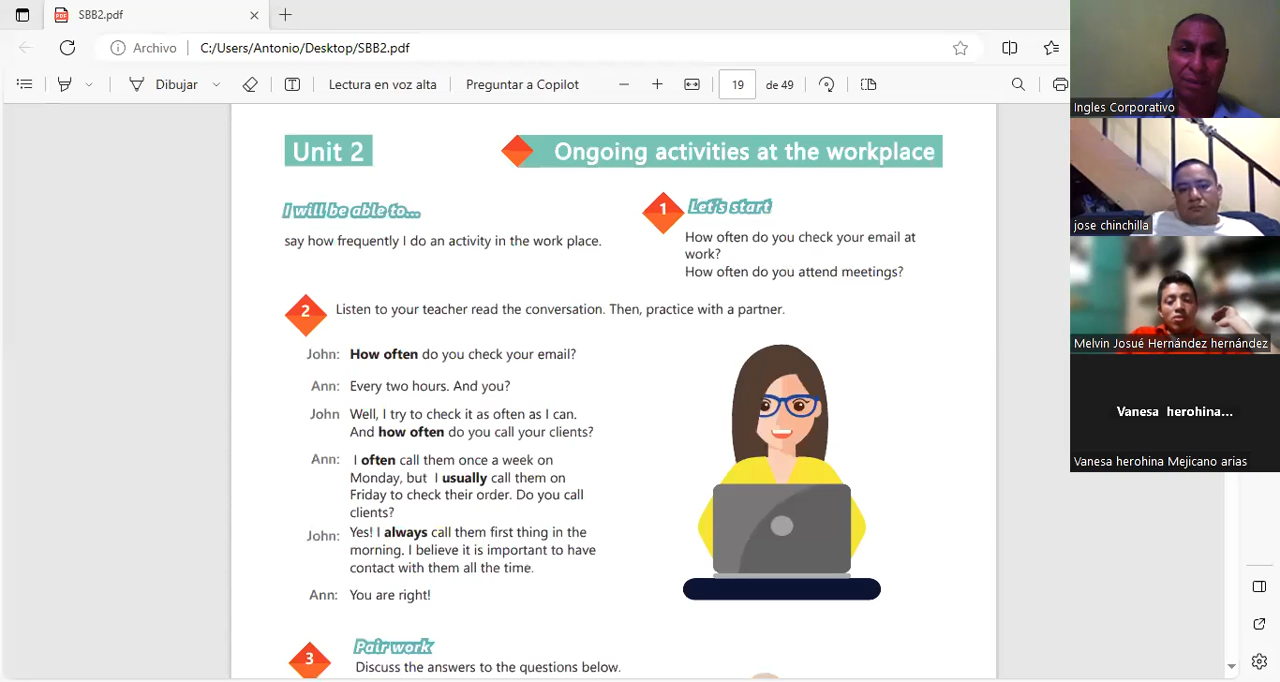 SBB2.pdf
Archivo
C:/Users/Antonio/Desktop/SBB2.pdf
Dibujar
Lectura en voz alta
Preguntar a Copilot
19
de 49
Unit 2
Ongoing activities at the workplace
I will be able to...
say how frequently I do an activity in the work place.
1
Let's start
How often do you check your email at
work?
How often do you attend meetings?
2
Listen to your teacher read the conversation. Then, practice with a partner.
John: How often do you check your email?
Ann: Every two hours. And you?
John Well, I try to check it as often as I can.
And how often do you call your clients?
Ann: I often call them once a week on
Monday, but I usually call them on
Friday to check their order. Do you call
clients?
John: Yes! I always call them first thing in the
morning. I believe it is important to have
contact with them all the time.
Ann: You are right!
3
Pair work
Discuss the answers to the questions below.
Ingles Corporativo
jose chinchilla
Melvin Josué Hernández hernández
Vanesa herohina...
Vanesa herohina Mejicano arias